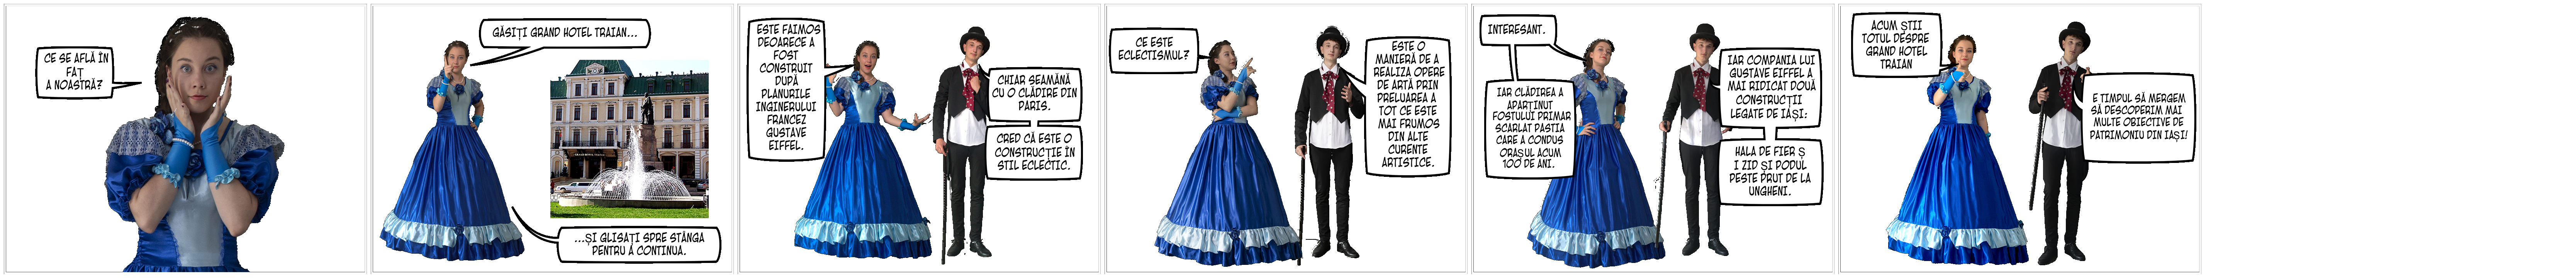 CE SE AFLĂ ÎN
FAȚ
A NOASTRĂ?
GĂSIȚI GRAND HOTEL TRAIAN...
...ȘI GLISAȚI SPRE STÂNGA
PENTRU A CONTINUA.
ESTE FAIMOS
DEOARECE A
FOST
CONSTRUIT
DUPĂ
PLANURILE
INGINERULUI
FRANCEZ
GUSTAVE
EIFFEL.
CHIAR SEAMĂNĂ
CU O CLĂDIRE DIN
PARIS.
CRED CĂ ESTE O
CONSTRUCȚIE ÎN
STIL ECLECTIC.
CE ESTE
ECLECTISMUL?
ESTE O
MANIERĂ DE A
REALIZA OPERE
DE ARTĂ PRIN
PRELUAREA A
TOT CE ESTE
MAI FRUMOS
DIN ALTE
CURENTE
ARTISTICE.
INTERESANT.
IAR CLĂDIREA A
APARȚINUT
FOSTULUI PRIMAR
SCARLAT PASTIA
CARE A CONDUS
ORAȘUL ACUM
100 DE ANI.
IAR COMPANIA LUI
GUSTAVE EIFFEL A
MAI RIDICAT DOUĂ
CONSTRUCȚII
LEGATE DE IAȘI:
HALA DE FIER Ș
I ZID ȘI PODUL
PESTE PRUT DE LA
UNGHENI.
ACUM ȘTII
TOTUL DESPRE
GRAND HOTEL
TRAIAN
E TIMPUL SĂ MERGEM
SĂ DESCOPERIM MAI
MULTE OBIECTIVE DE
PATRIMONIU DIN IAȘI!